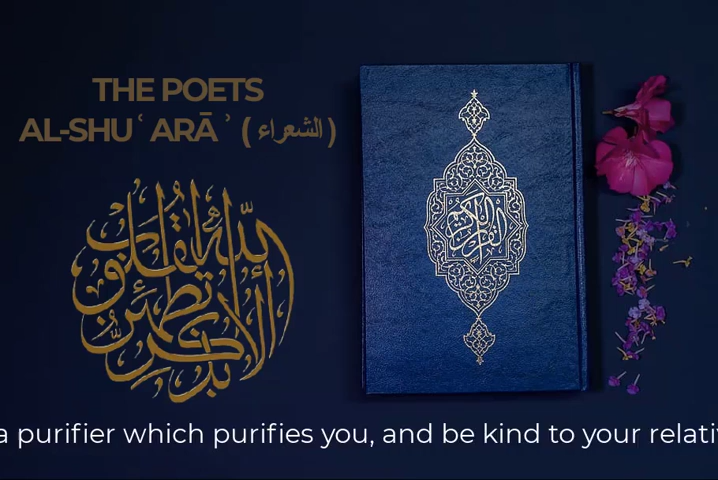 THE POETS
AL-SHUʿARĀʾ (الشعراء)
ألا بذكر الله تطمئن القلوب
القرآن الكريم
a purifier which purifies you, and be kind to your relativ